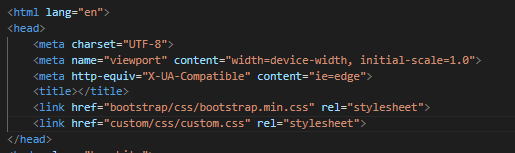 <html lang="en">
<head>
<meta charset="UTF-8">
<meta name="viewport" content="width=device-width, initial-scale=1.0">
<meta http-equiv="X-UA-Compatible" content="ie=edge">
<title></title>
<link href="bootstrap/css/bootstrap.min.css" rel="stylesheet">
<link href="custom/css/custom.css" rel="stylesheet">
</head>